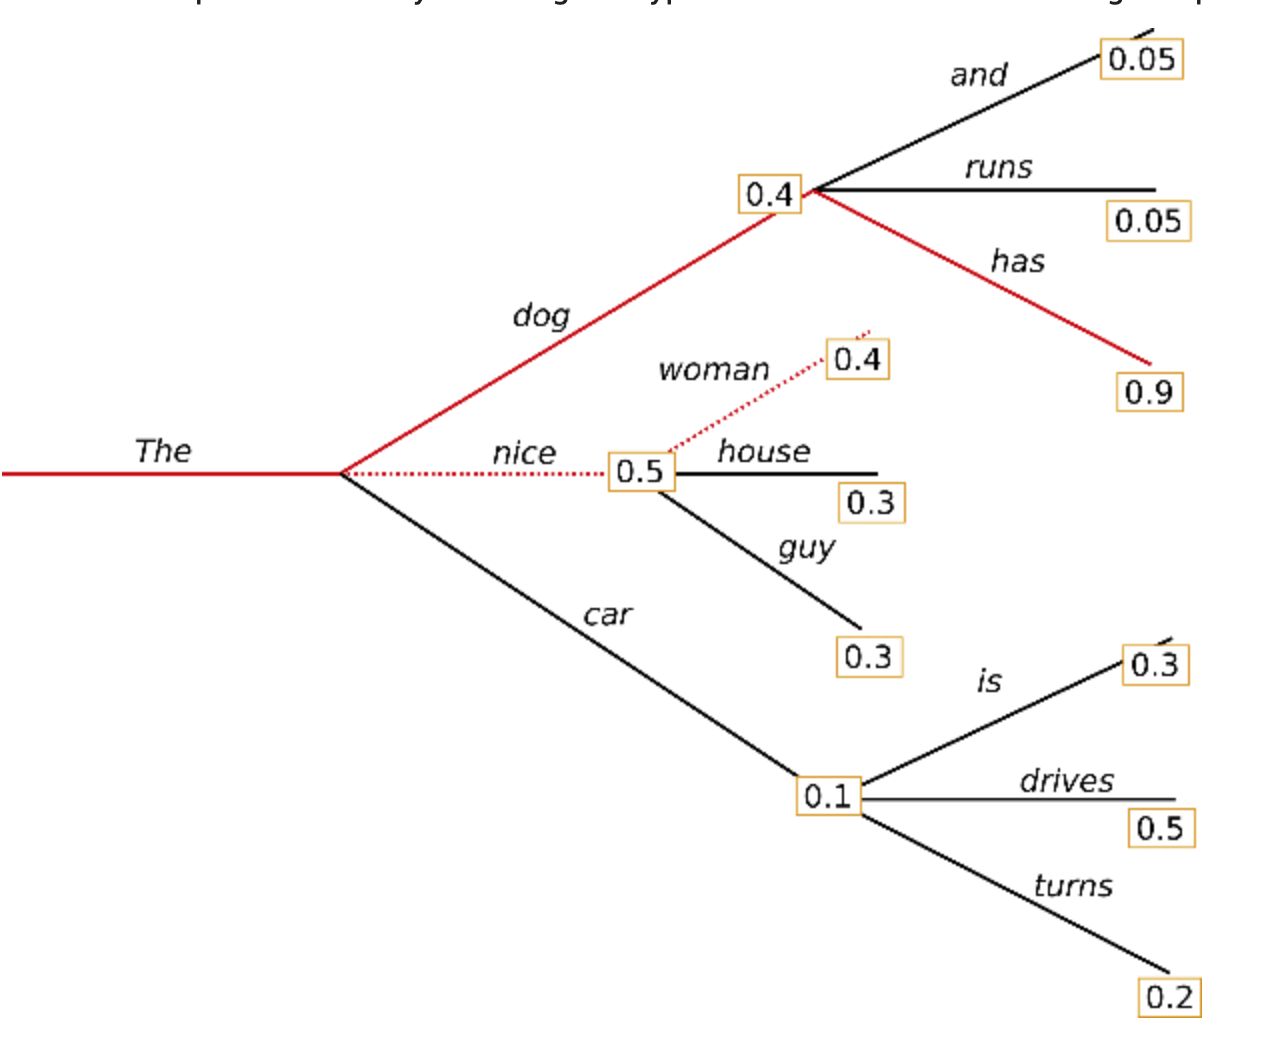 and
0.05
runs
0.4
0.05
has
dog
woman
0.4
0.9
The
nice
0.5
house
0.3
guy
car
0.3
is
0.3
drives
0.1
0.5
turns
0.2